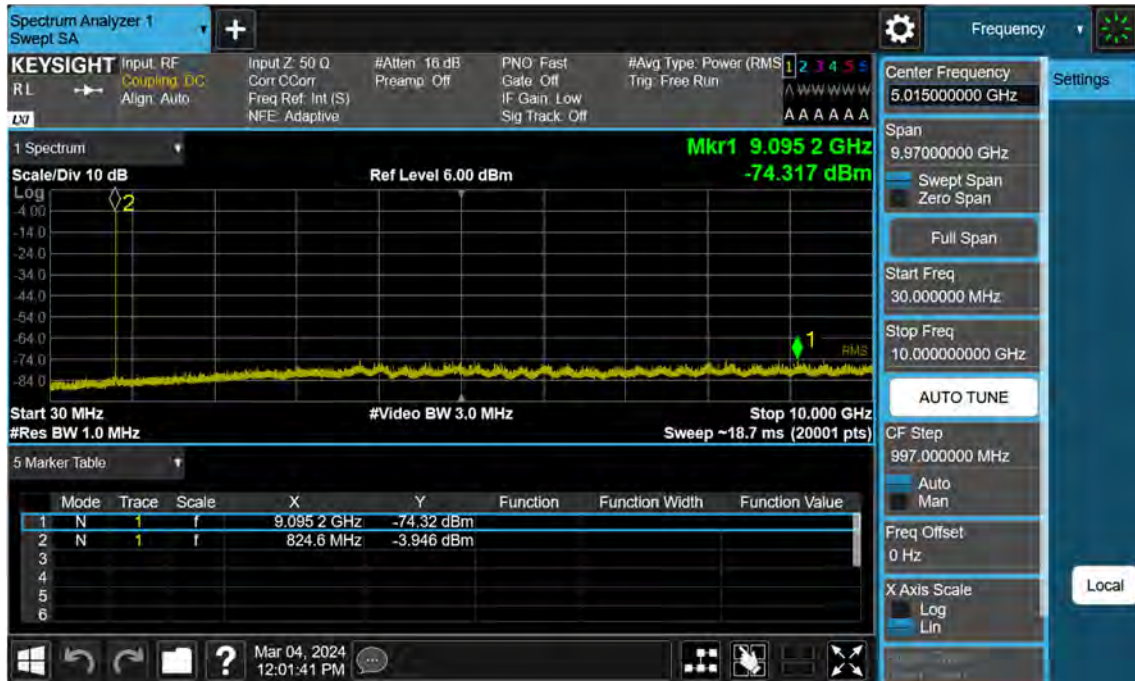 Spectrum Analyzer 1
Swept SA
Frequency
KEYSIGHT
RL
LXI
Input: RF
Coupling: DC
Align: Auto
Input Z: 50 Ω
Corr CCorr
Freq Ref: Int (S)
NFE: Adaptive
#Atten: 16 dB
Preamp: Off
PNO: Fast
Gate: Off
IF Gain: Low
Sig Track: Off
#Avg Type: Power (RMS
Trig: Free Run
1 2 3 4 5 6
A W W W W W
A A A A A A
1 Spectrum
Scale/Div 10 dB
Ref Level 6.00 dBm
Mkr1 9.095 2 GHz
-74.317 dBm
Log
-4.00
-14.0
-24.0
-34.0
-44.0
-54.0
-64.0
-74.0
-84.0
2
1
RMS
Start 30 MHz
#Video BW 3.0 MHz
Stop 10.000 GHz
#Res BW 1.0 MHz
Sweep ~18.7 ms (20001 pts)
5 Marker Table
Mode Trace Scale X Y Function Function Width Function Value
1 N 1 f 9.095 2 GHz -74.32 dBm
2 N 1 f 824.6 MHz -3.946 dBm
3
4
5
6
?
Mar 04, 2024
12:01:41 PM
Center Frequency
5.015000000 GHz
Span
9.97000000 GHz
Swept Span
Zero Span
Full Span
Start Freq
30.000000 MHz
Stop Freq
10.000000000 GHz
AUTO TUNE
CF Step
997.000000 MHz
Auto
Man
Freq Offset
0 Hz
X Axis Scale
Log
Lin
Settings
Local